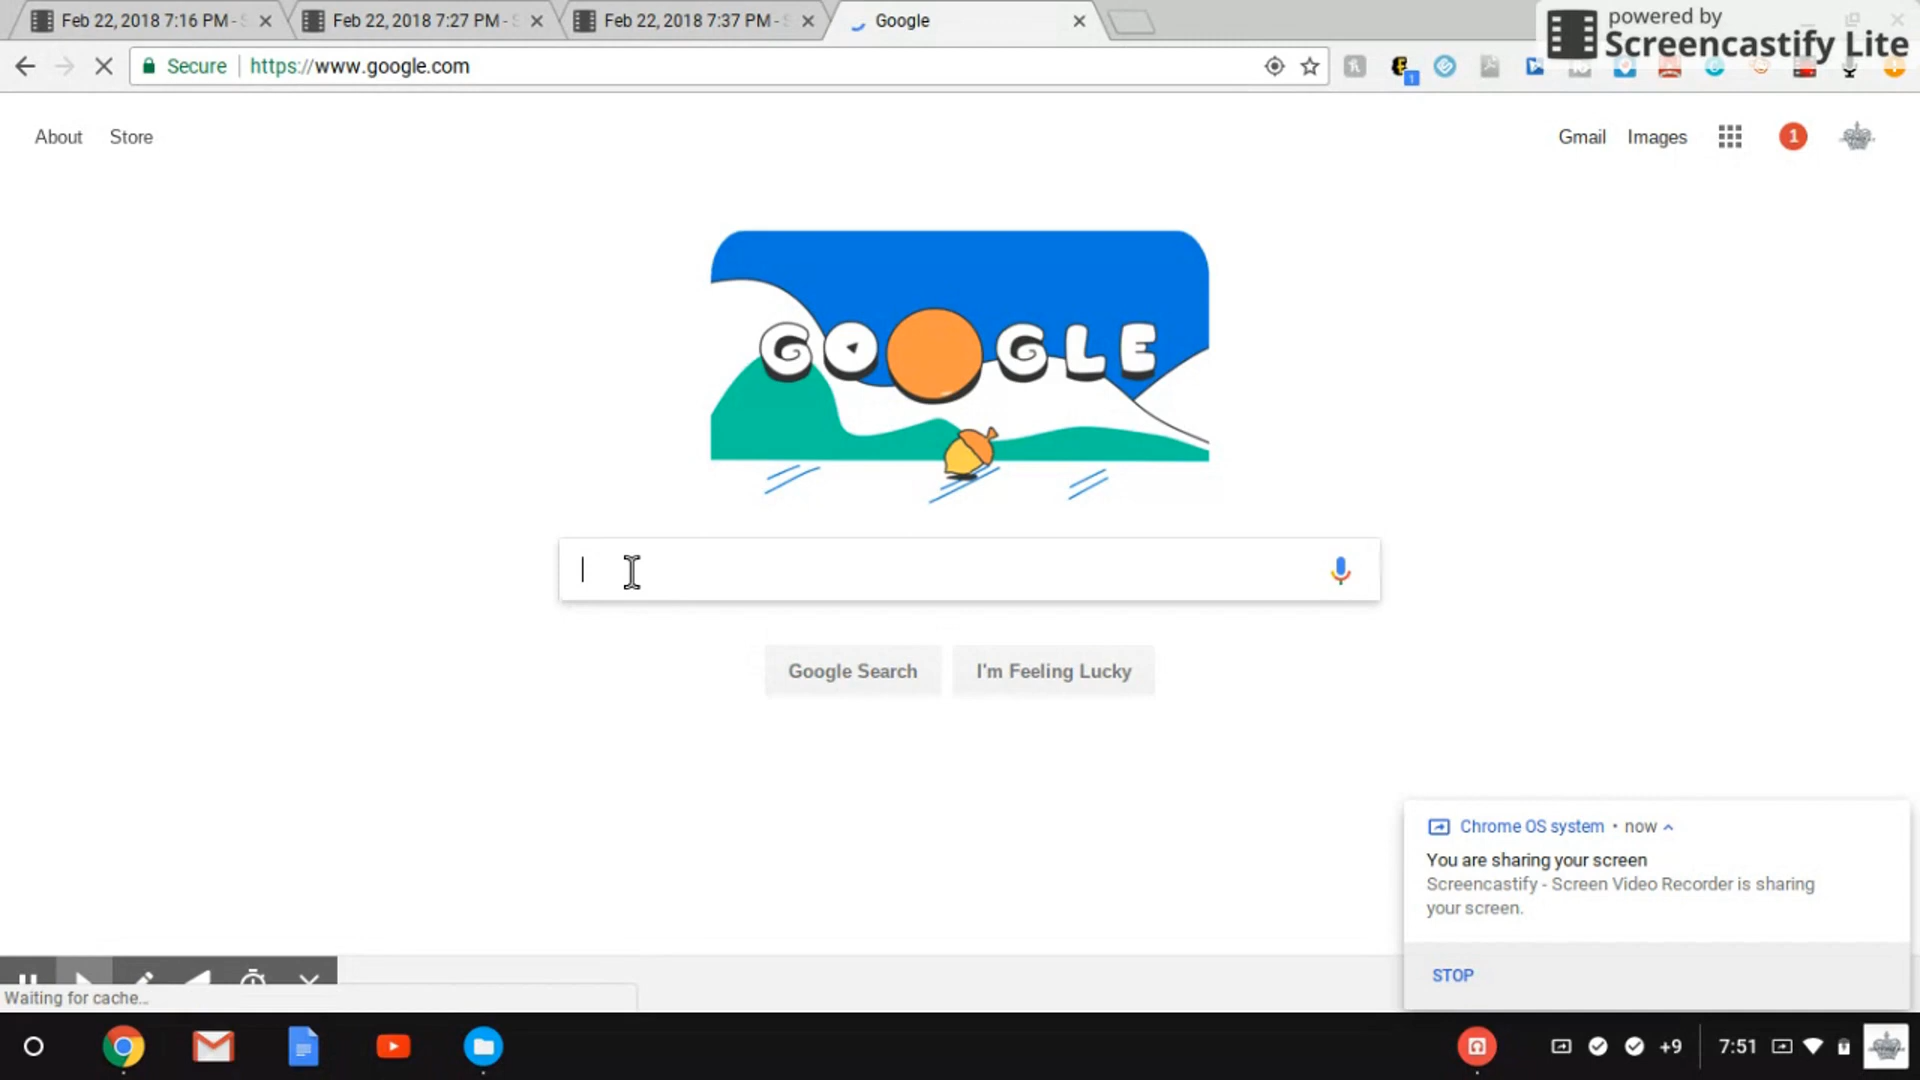 Feb 22, 2018 7:16 PM - S
Feb 22, 2018 7:27 PM - S
Feb 22, 2018 7:37 PM - S
Google
powered by
Screencastify Lite
Secure
https://www.google.com
1
About
Store
Gmail
Images
1
GOOGLE
Google Search
I'm Feeling Lucky
Chrome OS system • now
You are sharing your screen
Screencastify - Screen Video Recorder is sharing
your screen.
STOP
Waiting for cache...
+9
7:51